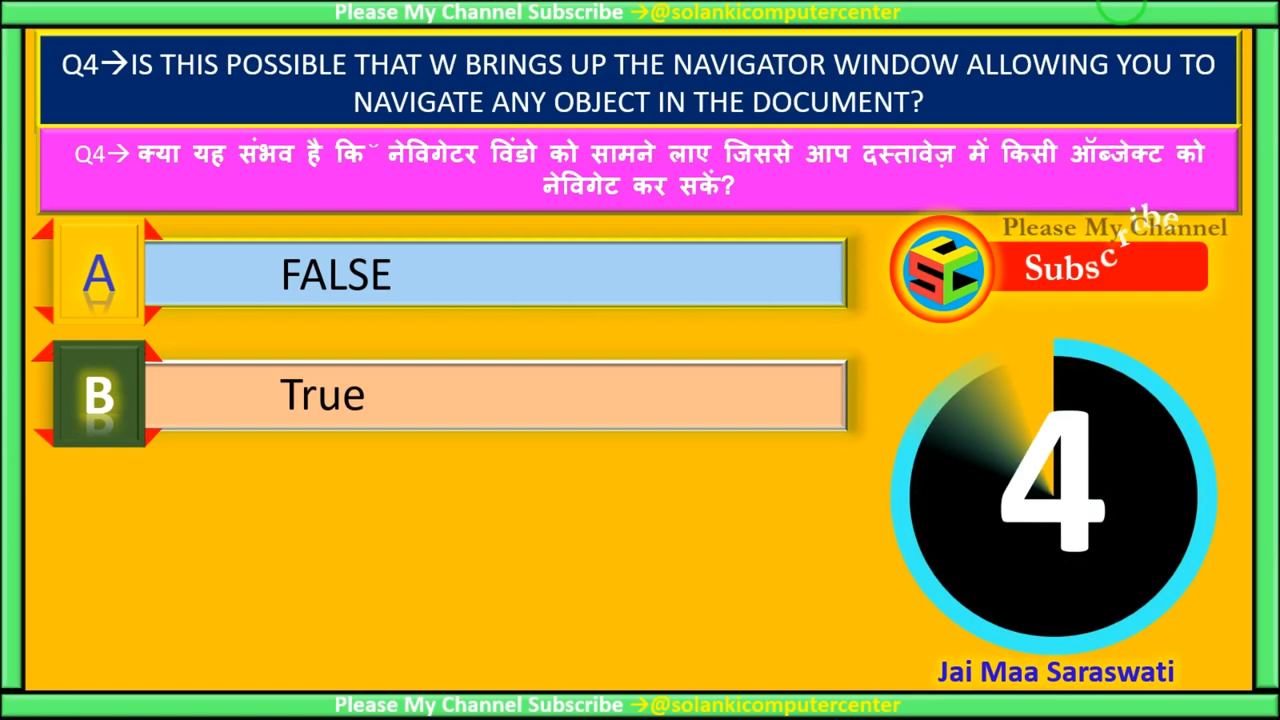 Please My Channel Subscribe →@solankicomputercenter
Q4→IS THIS POSSIBLE THAT W BRINGS UP THE NAVIGATOR WINDOW ALLOWING YOU TO
NAVIGATE ANY OBJECT IN THE DOCUMENT?
Q4→ क्या यह संभव है कि ̆ नेविगेटर विंडो को सामने लाए जिससे आप दस्तावेज़ में किसी ऑब्जेक्ट को
नेविगेट कर सकें?
A
FALSE
Please My Channel
Subscribe
CSC
B
True
4
Jai Maa Saraswati
Please My Channel Subscribe →@solankicomputercenter